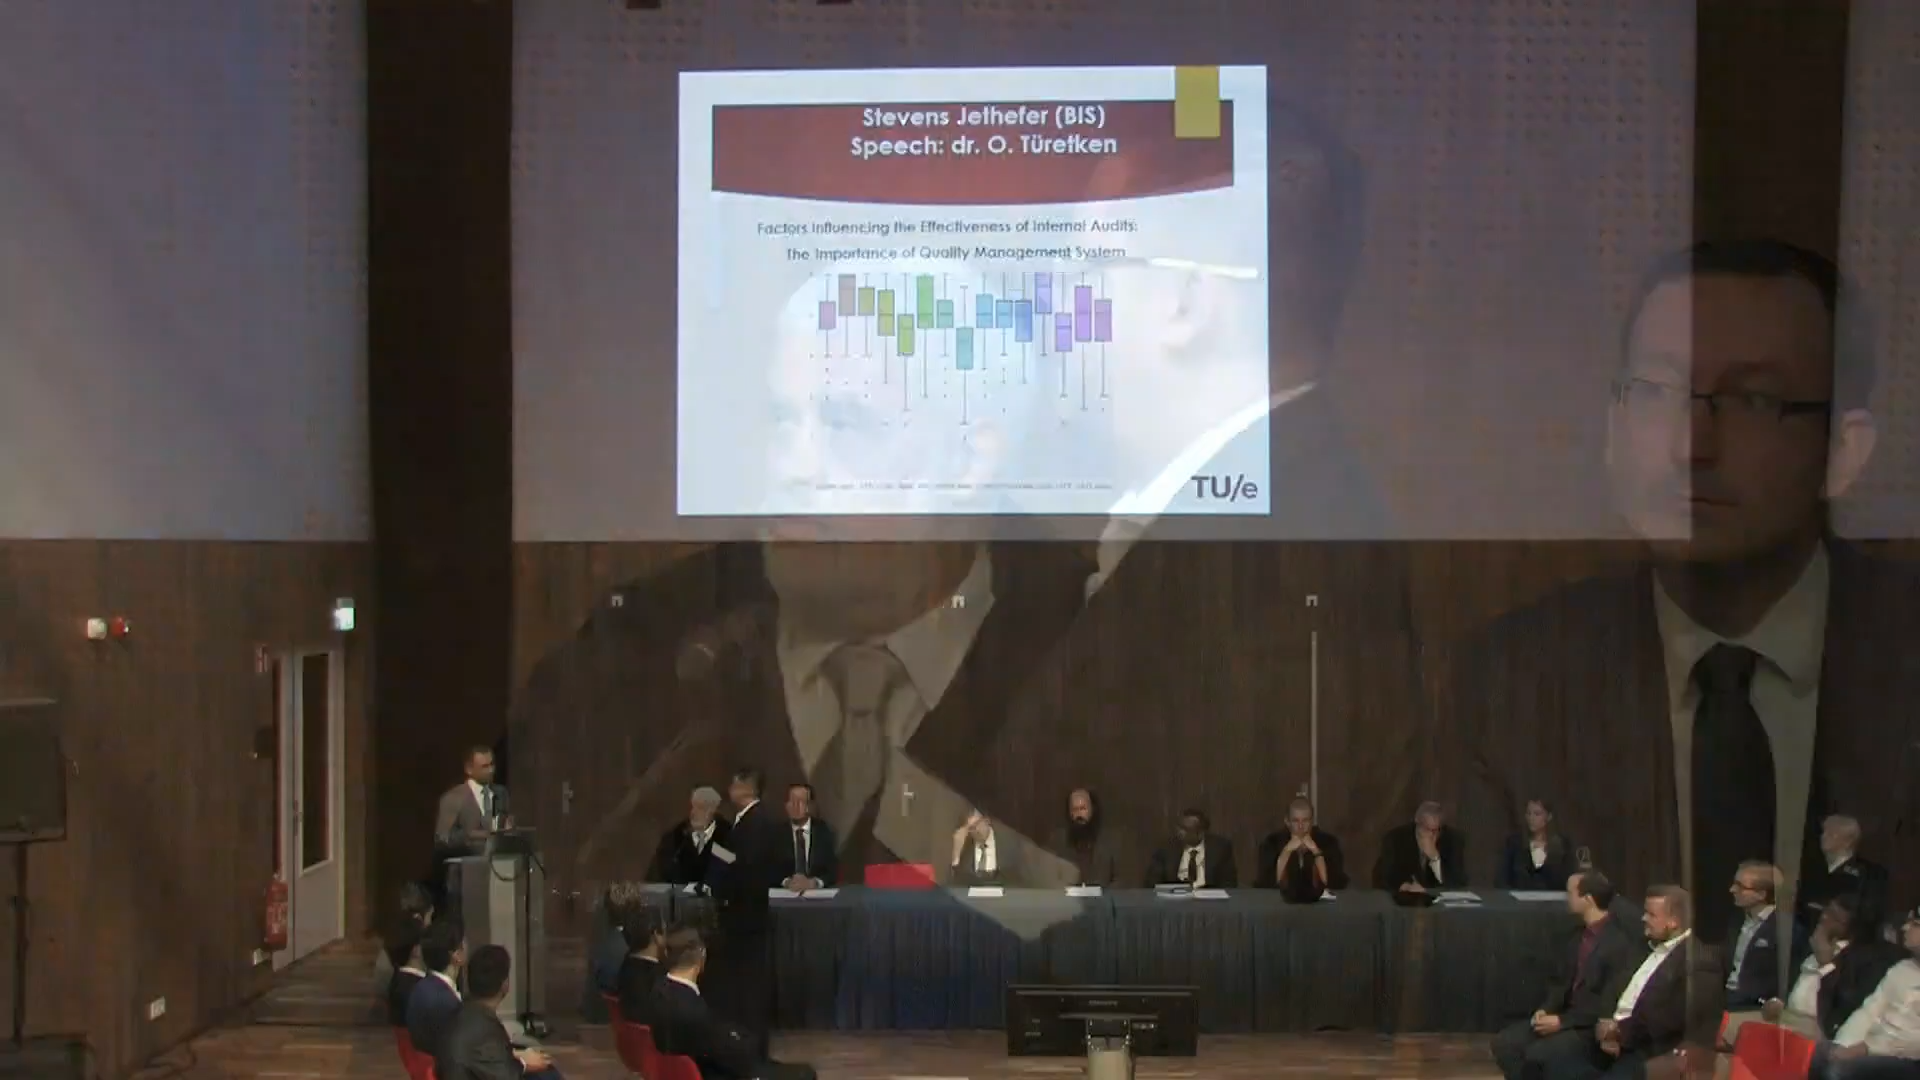 Stevens Jethefer (BIS)
Speech: dr. O. Türetken
Factors Influencing the Effectiveness of Internal Audits:
The Importance of Quality Management System
TU/e